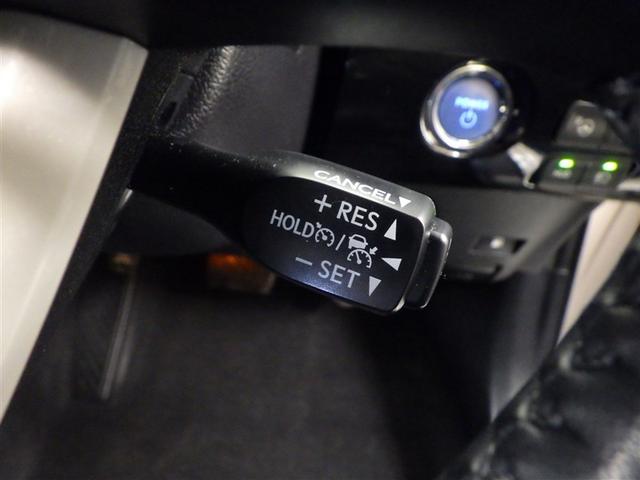 POWER
CANCEL▼
+ RES ▲
HOLD / ◀
− SET ▼